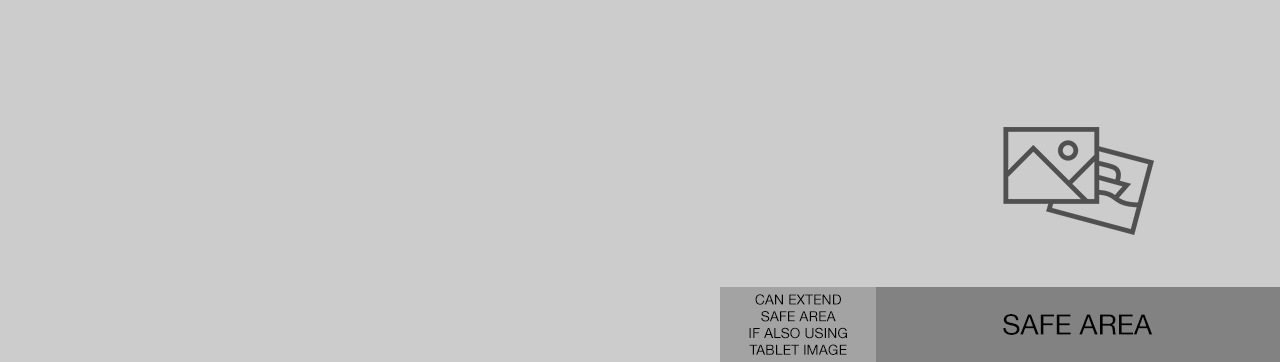 CAN EXTEND
SAFE AREA
IF ALSO USING
TABLET IMAGE
SAFE AREA